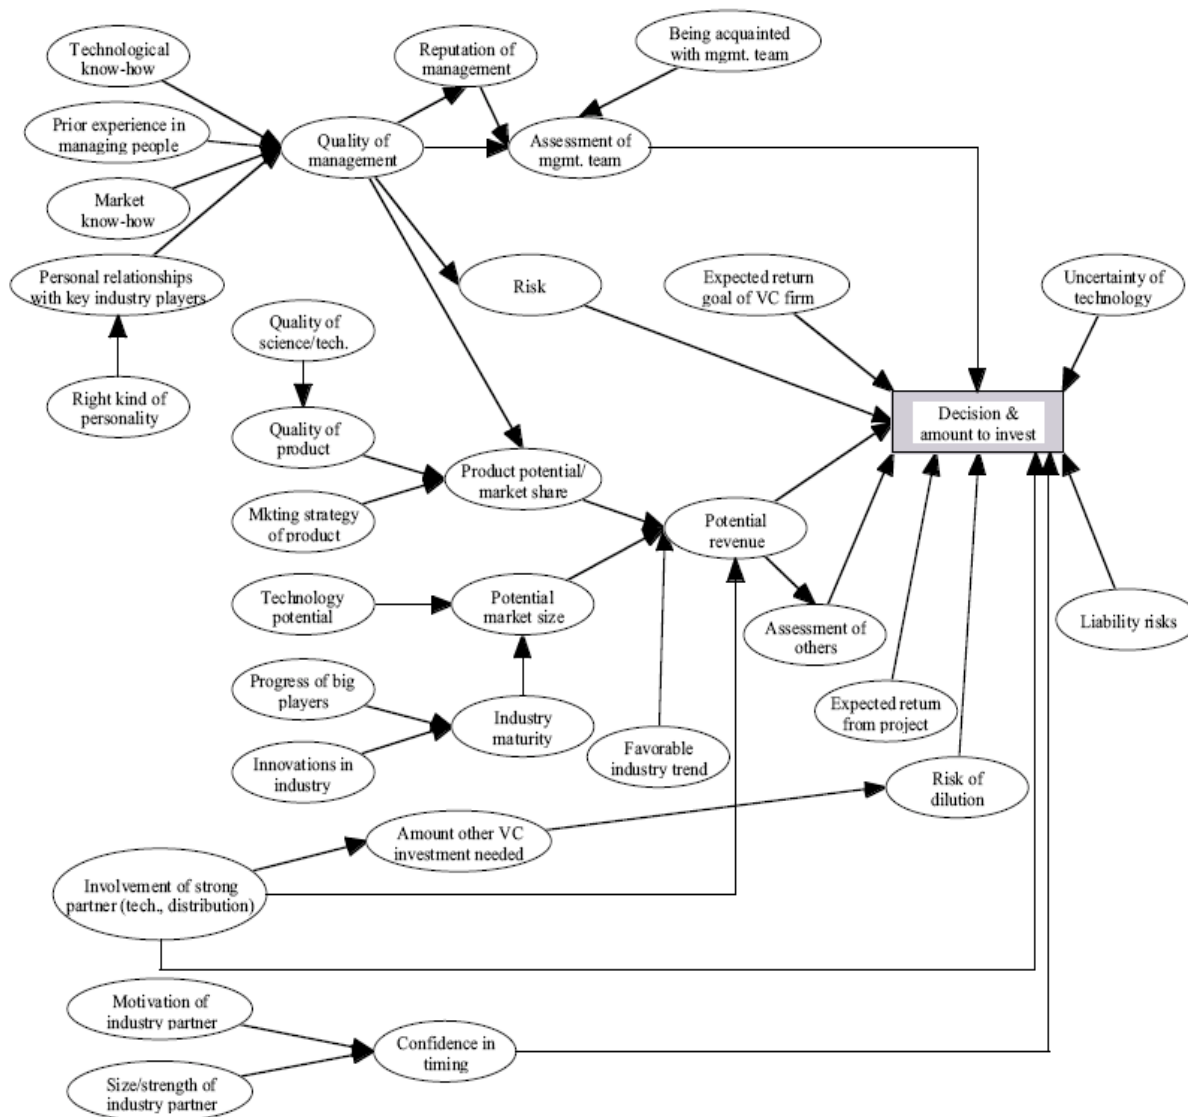 Technological
know-how
Reputation of
management
Being acquainted
with mgmt. team
Prior experience in
managing people
Quality of
management
Assessment of
mgmt. team
Market
know-how
Personal relationships
with key industry players
Risk
Expected return
goal of VC firm
Uncertainty of
technology
Quality of
science/tech.
Right kind of
personality
Decision &
amount to invest
Quality of
product
Product potential/
market share
Mkting strategy
of product
Potential
revenue
Technology
potential
Potential
market size
Assessment of
others
Liability risks
Progress of big
players
Industry
maturity
Expected return
from project
Innovations in
industry
Favorable
industry trend
Risk of
dilution
Amount other VC
investment needed
Involvement of strong
partner (tech., distribution)
Motivation of
industry partner
Confidence in
timing
Size/strength of
industry partner